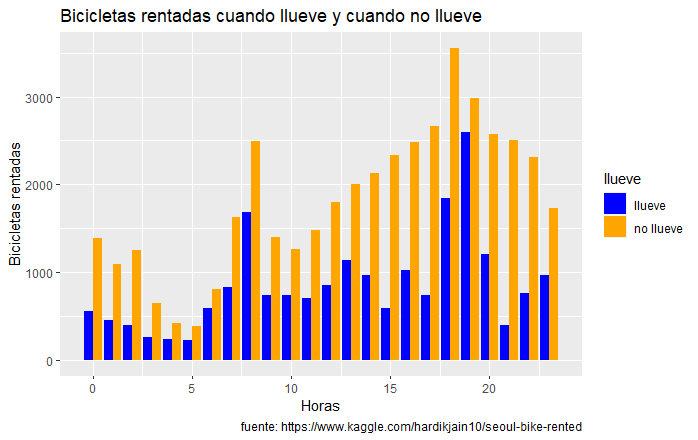 Bicicletas rentadas cuando llueve y cuando no llueve
Bicicletas rentadas
3000
2000
1000
0
0 5 10 15 20
Horas
llueve
llueve
no llueve
fuente: https://www.kaggle.com/hardikjain10/seoul-bike-rented